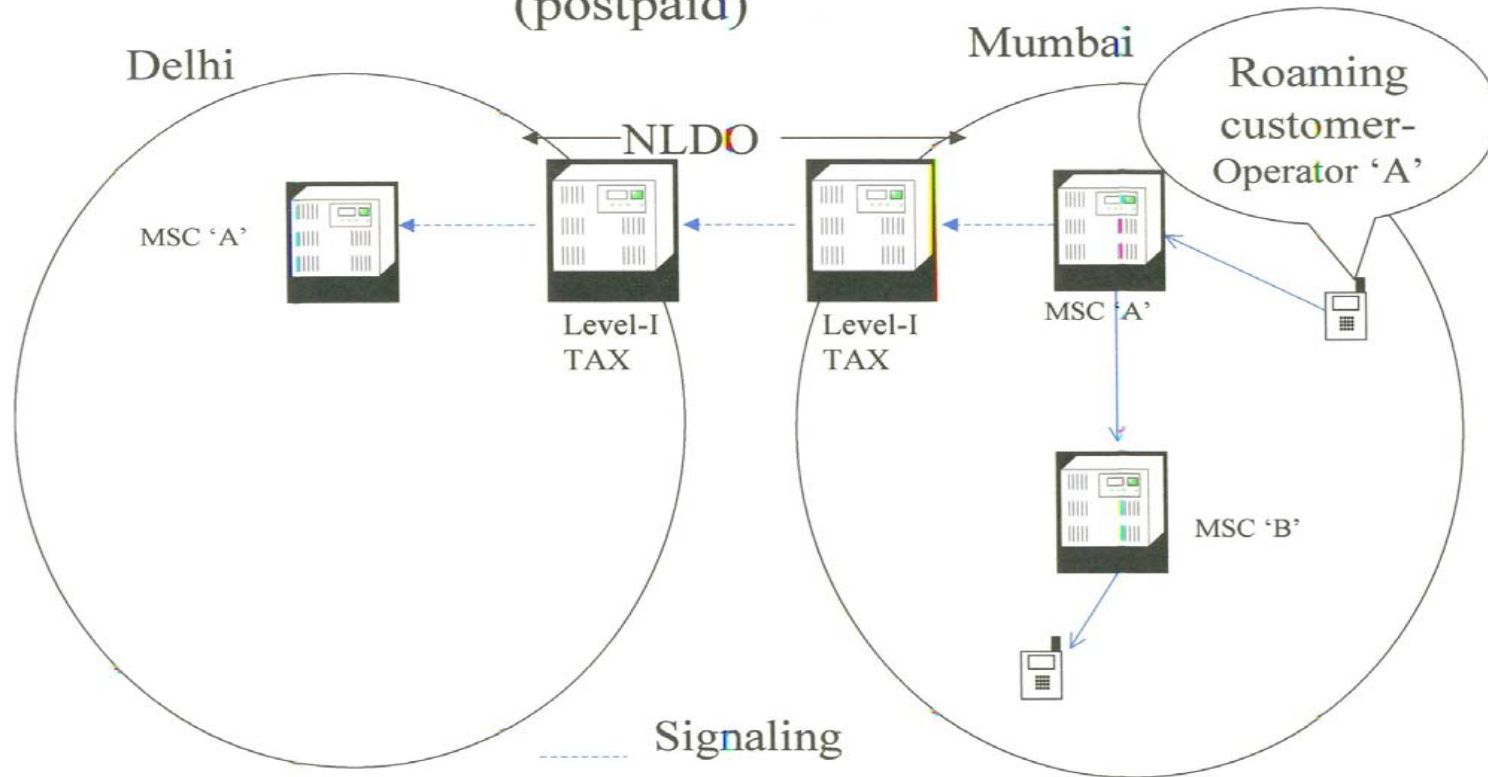 (postpaid)
Delhi
Mumbai
Roaming
customer-
Operator ‘A’
NLDO
MSC ‘A’
Level-I
TAX
Level-I
TAX
MSC ‘A’
MSC ‘B’
Signaling